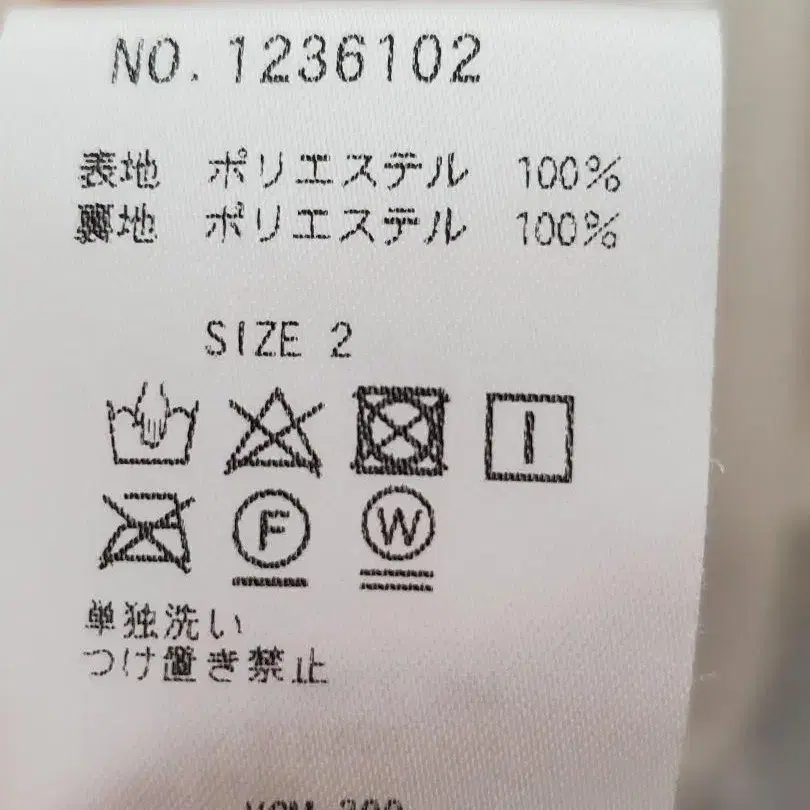 NO. 1236102
表地 ポリエステル 100%
裏地 ポリエステル 100%
SIZE 2
F W
単独洗い
つけ置き禁止